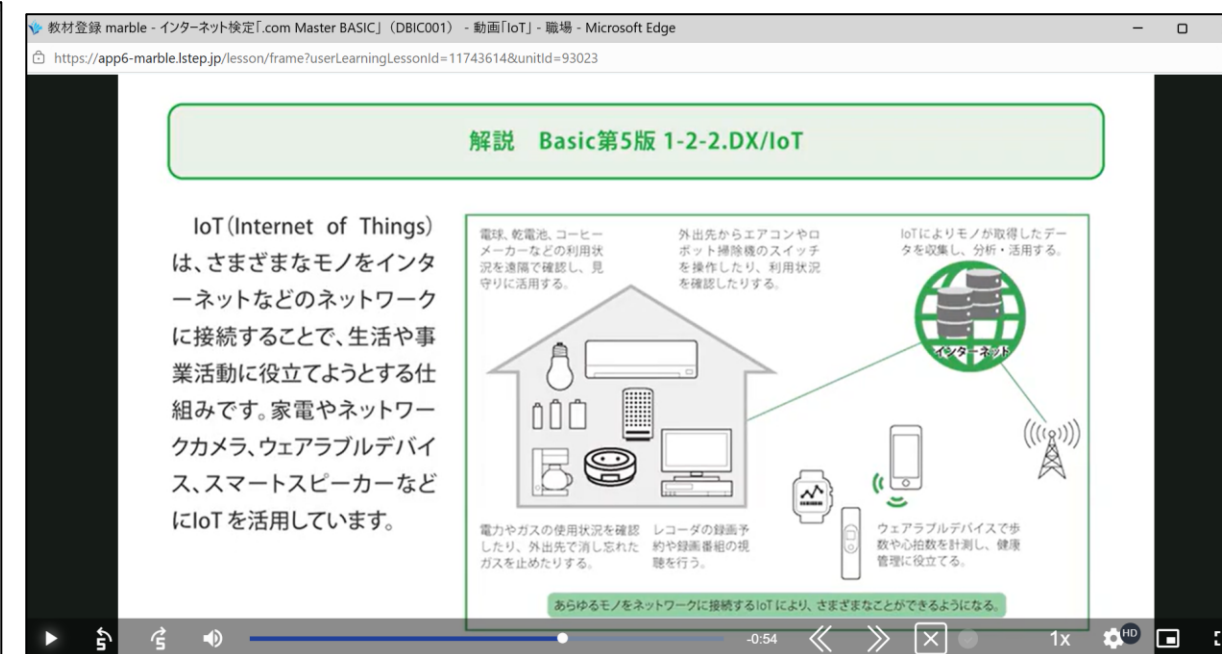 教材登録 marble - インターネット検定「.com Master BASIC」（DBIC001） - 動画「IoT」 - 職場 - Microsoft Edge
https://app6-marble.lstep.jp/lesson/frame?userLearningLessonId=11743614&unitId=93023
解説　Basic第5版 1-2-2.DX/IoT
IoT（Internet of Things）
は、さまざまなモノをインタ
ーネットなどのネットワーク
に接続することで、生活や事
業活動に役立てようとする仕
組みです。家電やネットワー
クカメラ、ウェアラブルデバイ
ス、スマートスピーカーなど
にIoTを活用しています。
電球、乾電池、コーヒー
メーカーなどの利用状
況を遠隔で確認し、見
守りに活用する。
外出先からエアコンやロ
ボット掃除機のスイッチ
を操作したり、利用状況
を確認したりする。
IoTによりモノが取得したデー
タを収集し、分析・活用する。
インターネット
電力やガスの使用状況を確認
したり、外出先で消し忘れた
ガスを止めたりする。
レコーダの録画予
約や録画番組の視
聴を行う。
ウェアラブルデバイスで歩
数や心拍数を計測し、健康
管理に役立てる。
あらゆるモノをネットワークに接続するIoTにより、さまざまなことができるようになる。
5
5
-0:54
1x
HD